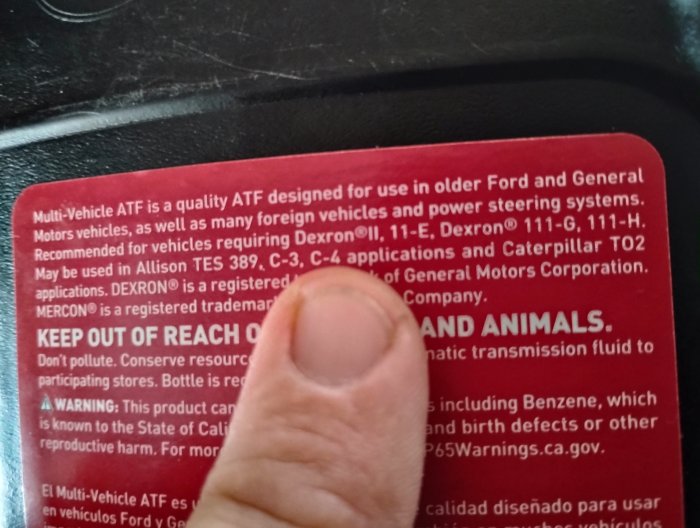 Multi-Vehicle ATF is a quality ATF designed for use in older Ford and General
Motors vehicles, as well as many foreign vehicles and power steering systems.
Recommended for vehicles requiring Dexron®II, 11-E, Dexron® 111-G, 111-H.
May be used in Allison TES 389, C-3, C-4 applications and Caterpillar TO2
applications. DEXRON® is a registered of General Motors Corporation.
MERCON® is a registered Company.
KEEP OUT OF REACH AND ANIMALS.
Don't pollute. Conserve transmission fluid to
participating stores. Bottle is
WARNING: This product including Benzene, which
is known to the State of and birth defects or other
reproductive harm. For P65Warnings.ca.gov.
El Multi-Vehicle ATF es calidad diseñado para usar
en vehículos Ford y muchos vehículos